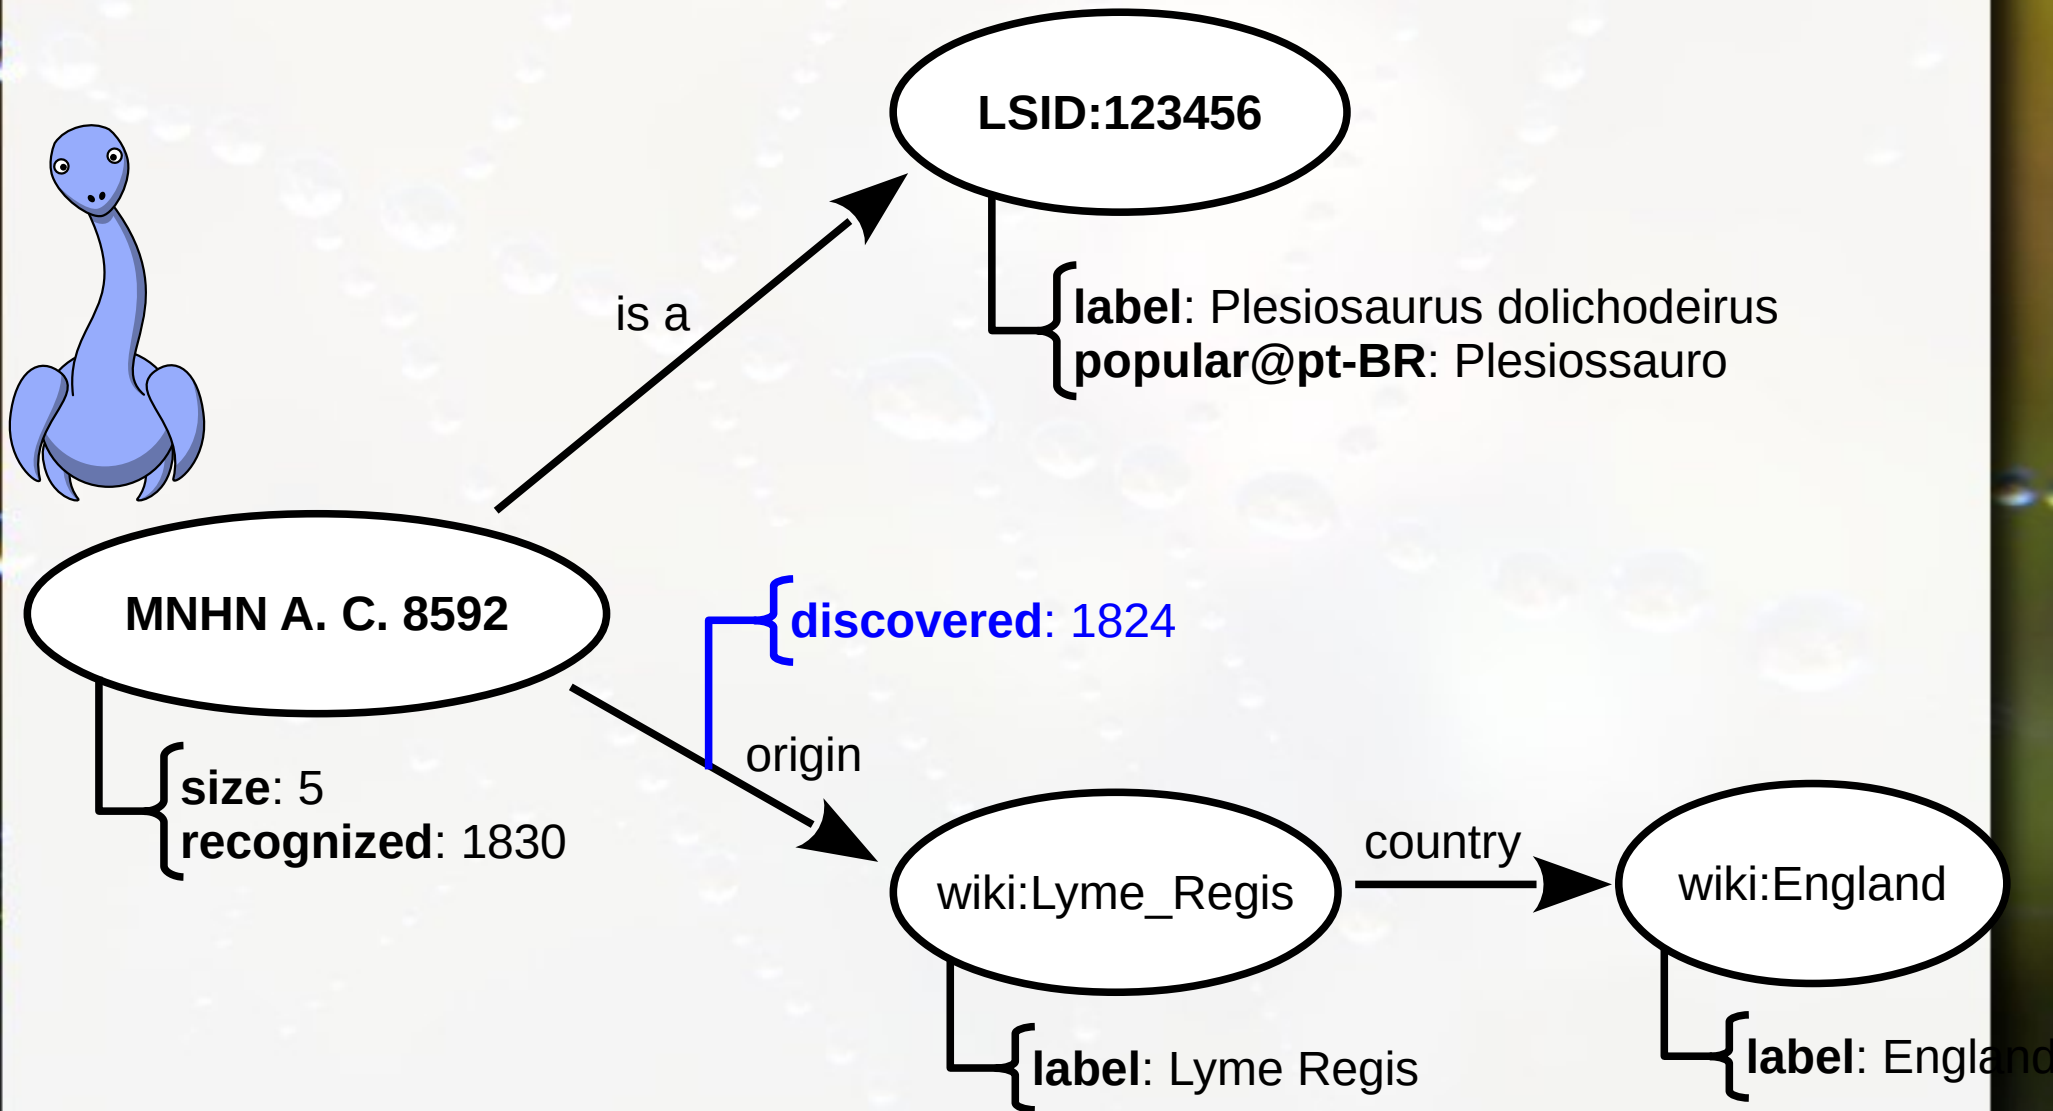 LSID:123456
is a
label: Plesiosaurus dolichodeirus
popular@pt-BR: Plesiossauro
MNHN A. C. 8592
discovered: 1824
size: 5
recognized: 1830
origin
wiki:Lyme_Regis
country
wiki:England
label: Lyme Regis
label: England